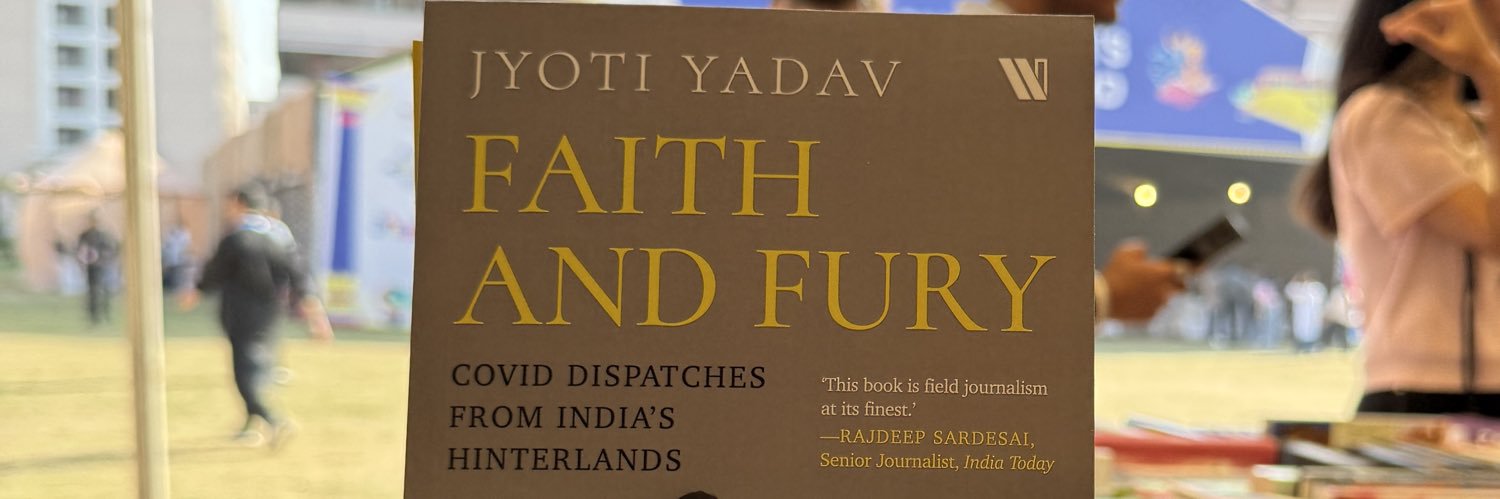 JYOTI YADAV
W
FAITH
AND FURY
COVID DISPATCHES
FROM INDIA'S
HINTERLANDS
‘This book is field journalism
at its finest.’
—RAJDEEP SARDESAI,
Senior Journalist, India Today